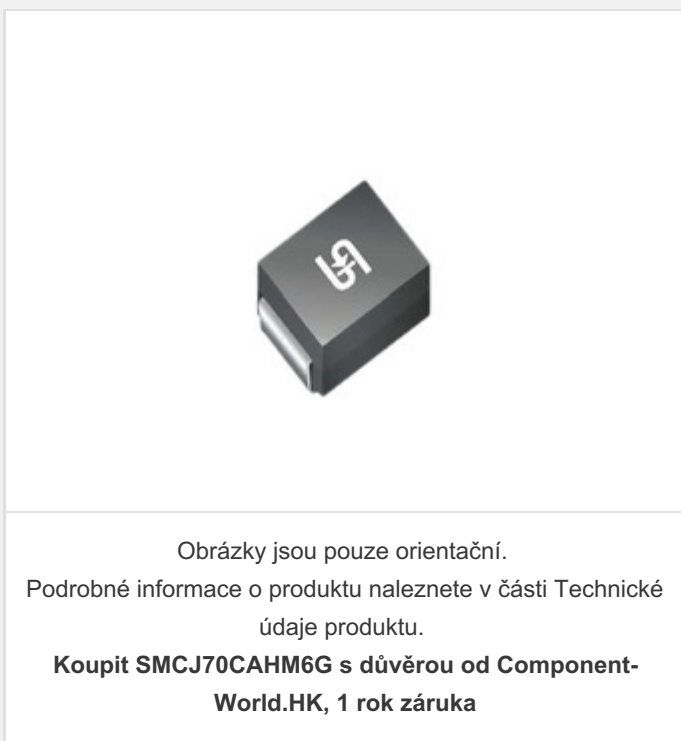 Obrázky jsou pouze orientační.
Podrobné informace o produktu naleznete v části Technické
údaje produktu.
Koupit SMCJ70CAHM6G s důvěrou od Component-
World.HK, 1 rok záruka